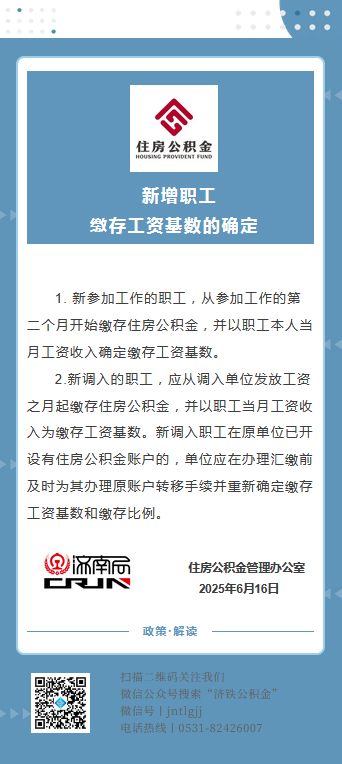 住房公积金
HOUSING PROVIDENT FUND
新增职工
缴存工资基数的确定
1. 新参加工作的职工，从参加工作的第
二个月开始缴存住房公积金，并以职工本人当
月工资收入确定缴存工资基数。
2.新调入的职工，应从调入单位发放工资
之月起缴存住房公积金，并以职工当月工资收
入为缴存工资基数。新调入职工在原单位已开
设有住房公积金账户的，单位应在办理汇缴前
及时为其办理原账户转移手续并重新确定缴存
工资基数和缴存比例。
济南局
CRJN
住房公积金管理办公室
2025年6月16日
政策·解读
扫描二维码关注我们
微信公众号搜索“济铁公积金”
微信号丨jntlgjj
电话热线丨0531-82426007